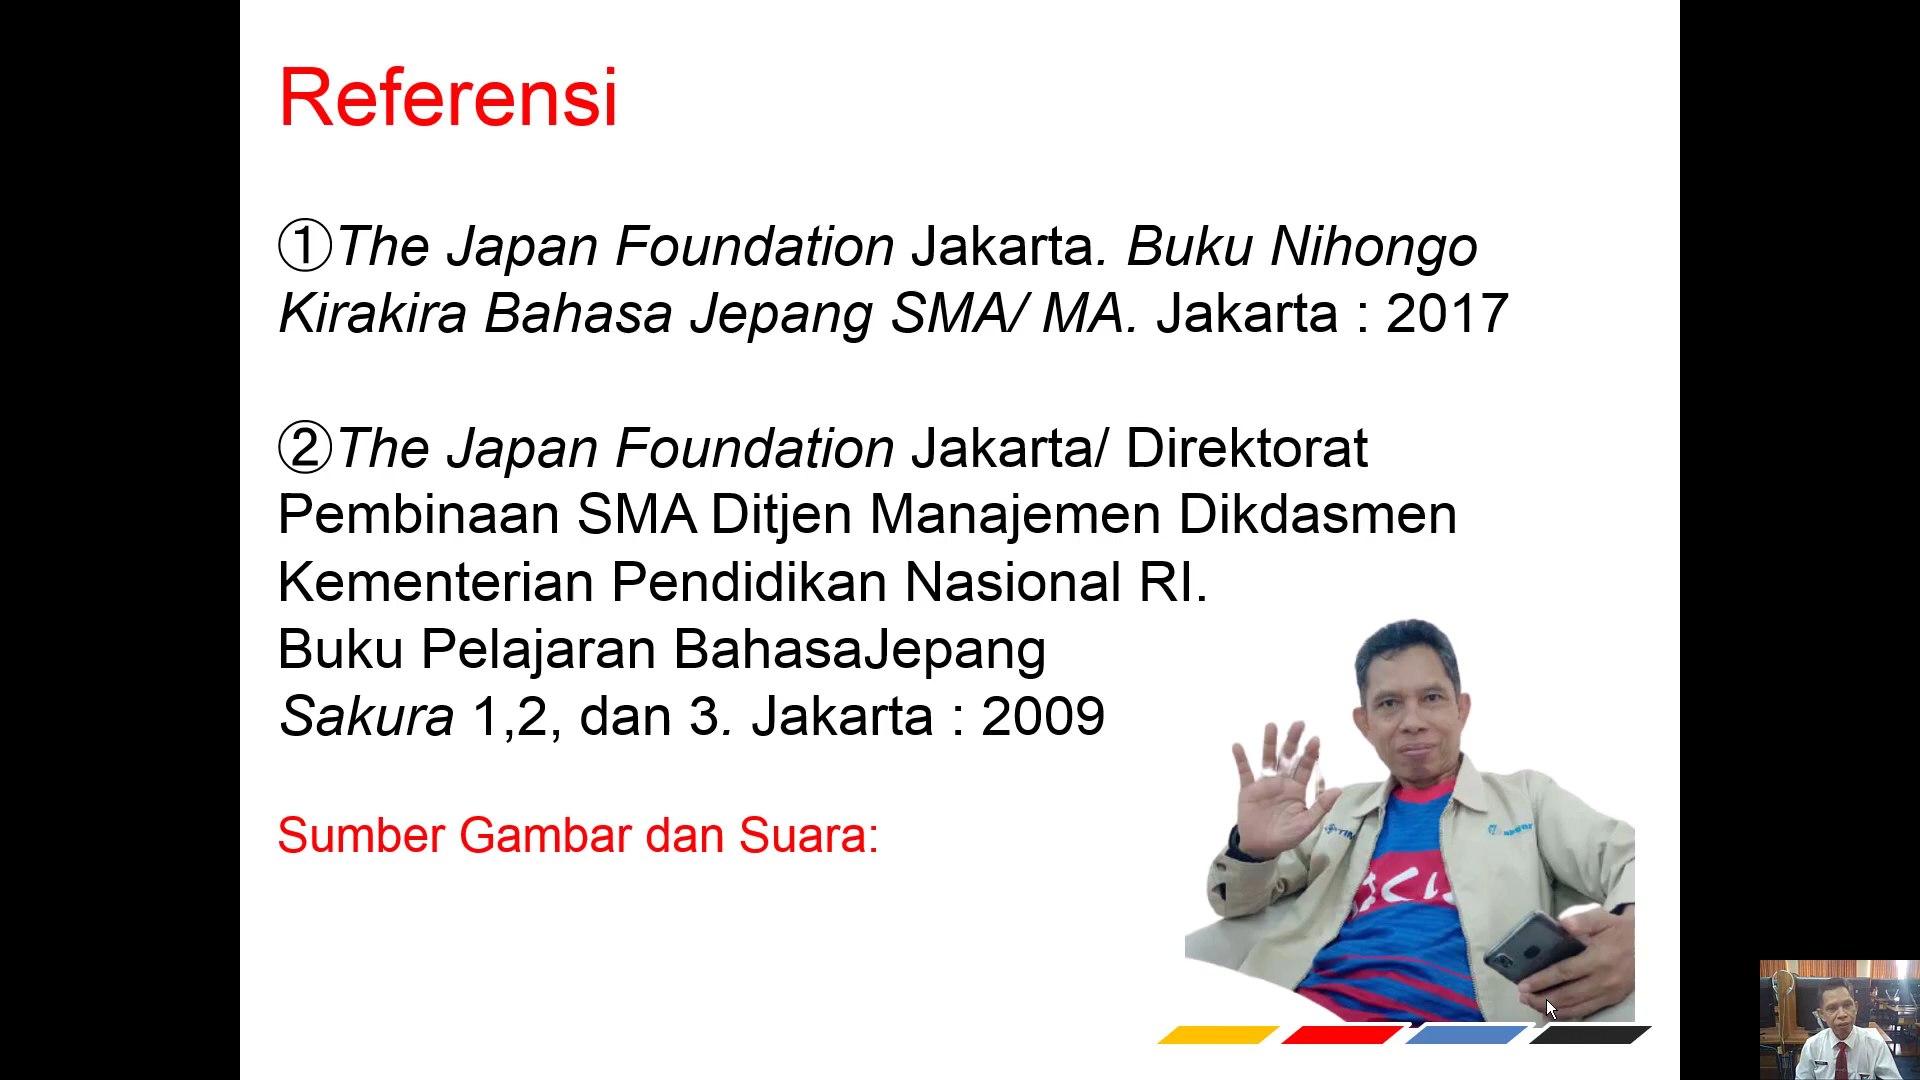 Referensi
①The Japan Foundation Jakarta. Buku Nihongo
Kirakira Bahasa Jepang SMA/ MA. Jakarta : 2017
②The Japan Foundation Jakarta/ Direktorat
Pembinaan SMA Ditjen Manajemen Dikdasmen
Kementerian Pendidikan Nasional RI.
Buku Pelajaran BahasaJepang
Sakura 1,2, dan 3. Jakarta : 2009
Sumber Gambar dan Suara: